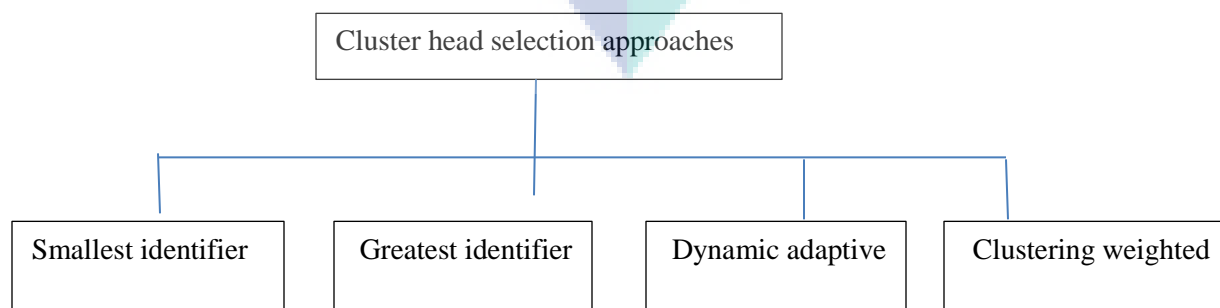 Cluster head selection approaches
Smallest identifier
Greatest identifier
Dynamic adaptive
Clustering weighted